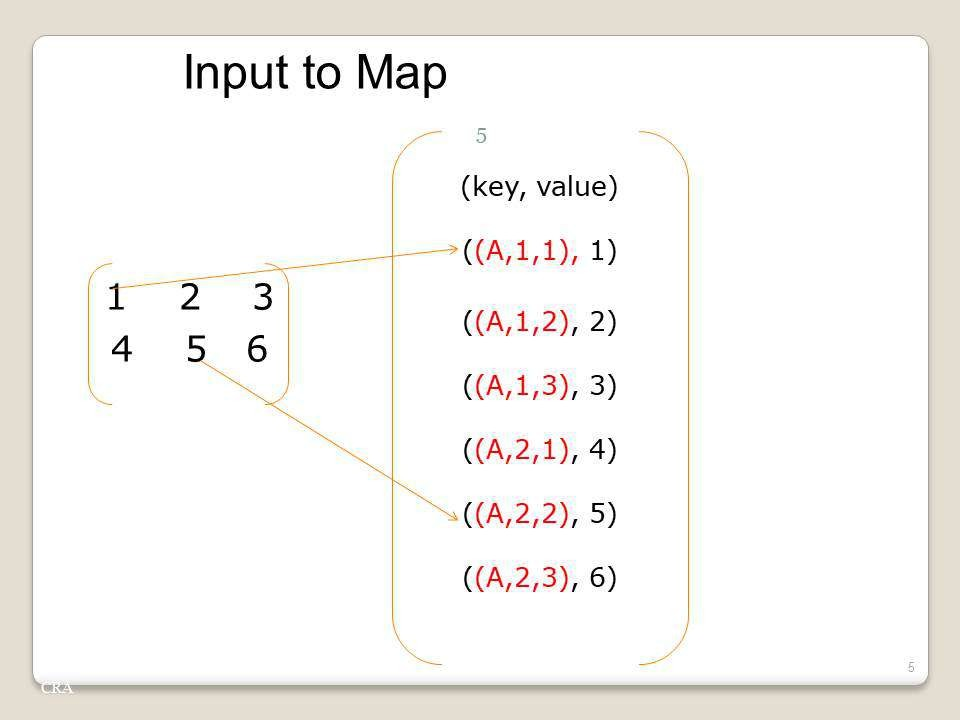 Input to Map
5
(key, value)
((A,1,1), 1)
1 2 3
((A,1,2), 2)
4 5 6
((A,1,3), 3)
((A,2,1), 4)
((A,2,2), 5)
((A,2,3), 6)
5
CRA